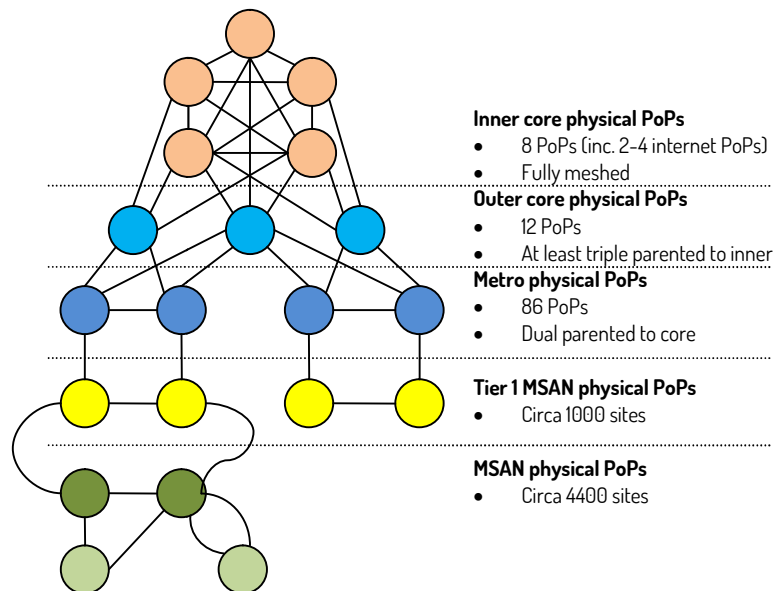 Inner core physical PoPs
• 8 PoPs (inc. 2-4 internet PoPs)
• Fully meshed
Outer core physical PoPs
• 12 PoPs
• At least triple parented to inner
Metro physical PoPs
• 86 PoPs
• Dual parented to core
Tier 1 MSAN physical PoPs
• Circa 1000 sites
MSAN physical PoPs
• Circa 4400 sites